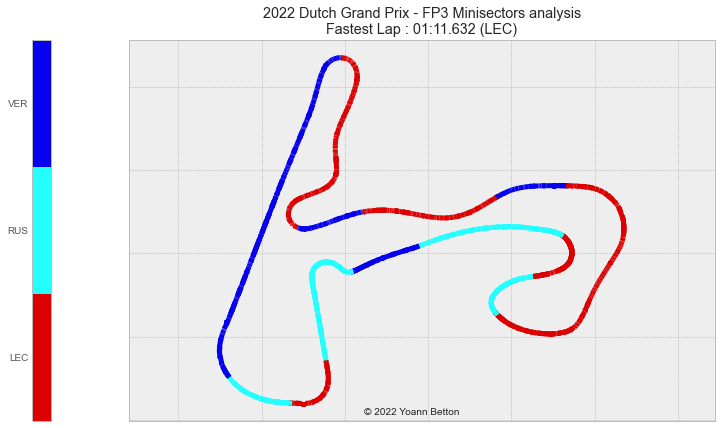 2022 Dutch Grand Prix - FP3 Minisectors analysis
Fastest Lap : 01:11.632 (LEC)
VER
RUS
LEC
© 2022 Yoann Betton